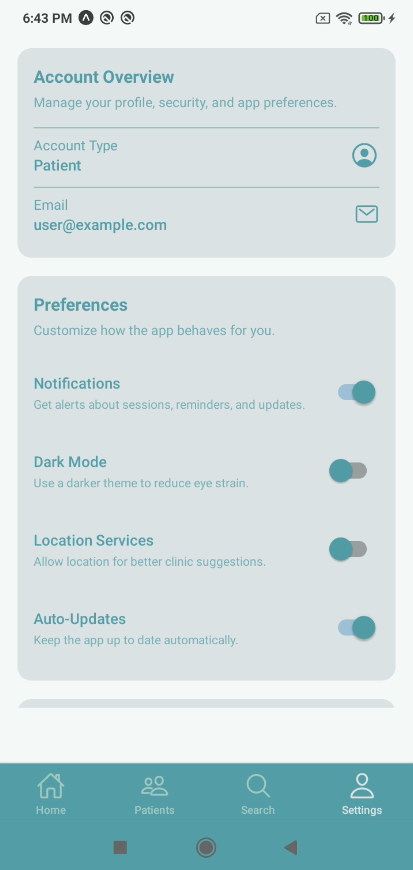 6:43 PM
100
Account Overview
Manage your profile, security, and app preferences.
Account Type
Patient
Email
user@example.com
Preferences
Customize how the app behaves for you.
Notifications
Get alerts about sessions, reminders, and updates.
Dark Mode
Use a darker theme to reduce eye strain.
Location Services
Allow location for better clinic suggestions.
Auto-Updates
Keep the app up to date automatically.
Home
Patients
Search
Settings